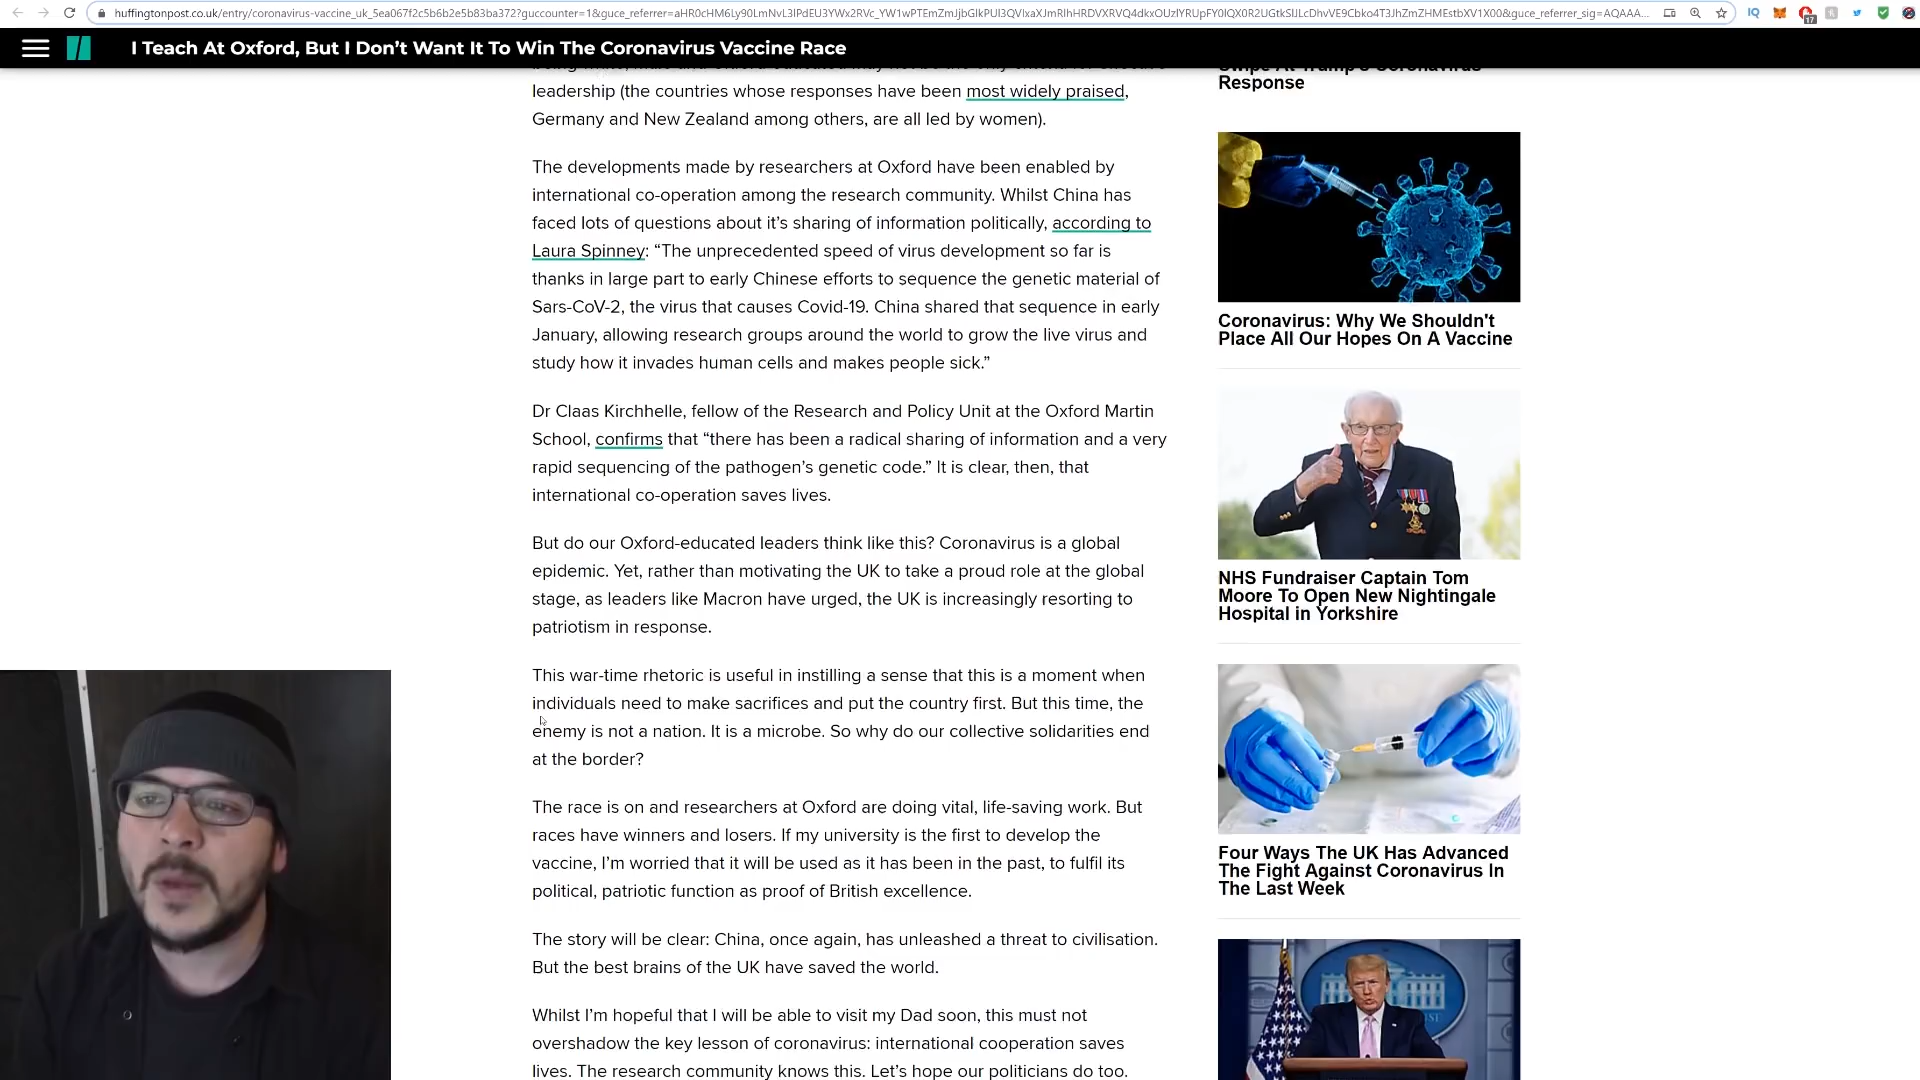 huffingtonpost.co.uk/entry/coronavirus-vaccine_uk_5ea067f2c5b6b2e5b83ba372?guccounter=1&guce_referrer=
I Teach At Oxford, But I Don’t Want It To Win The Coronavirus Vaccine Race
leadership (the countries whose responses have been most widely praised,
Germany and New Zealand among others, are all led by women).
The developments made by researchers at Oxford have been enabled by
international co-operation among the research community. Whilst China has
faced lots of questions about it’s sharing of information politically, according to
Laura Spinney: “The unprecedented speed of virus development so far is
thanks in large part to early Chinese efforts to sequence the genetic material of
Sars-CoV-2, the virus that causes Covid-19. China shared that sequence in early
January, allowing research groups around the world to grow the live virus and
study how it invades human cells and makes people sick.”
Dr Claas Kirchhelle, fellow of the Research and Policy Unit at the Oxford Martin
School, confirms that “there has been a radical sharing of information and a very
rapid sequencing of the pathogen’s genetic code.” It is clear, then, that
international co-operation saves lives.
But do our Oxford-educated leaders think like this? Coronavirus is a global
epidemic. Yet, rather than motivating the UK to take a proud role at the global
stage, as leaders like Macron have urged, the UK is increasingly resorting to
patriotism in response.
This war-time rhetoric is useful in instilling a sense that this is a moment when
individuals need to make sacrifices and put the country first. But this time, the
enemy is not a nation. It is a microbe. So why do our collective solidarities end
at the border?
The race is on and researchers at Oxford are doing vital, life-saving work. But
races have winners and losers. If my university is the first to develop the
vaccine, I’m worried that it will be used as it has been in the past, to fulfil its
political, patriotic function as proof of British excellence.
The story will be clear: China, once again, has unleashed a threat to civilisation.
But the best brains of the UK have saved the world.
Whilst I’m hopeful that I will be able to visit my Dad soon, this must not
overshadow the key lesson of coronavirus: international cooperation saves
lives. The research community knows this. Let’s hope our politicians do too.
Swipe At Trump's Coronavirus
Response
Coronavirus: Why We Shouldn't
Place All Our Hopes On A Vaccine
NHS Fundraiser Captain Tom
Moore To Open New Nightingale
Hospital in Yorkshire
Four Ways The UK Has Advanced
The Fight Against Coronavirus In
The Last Week